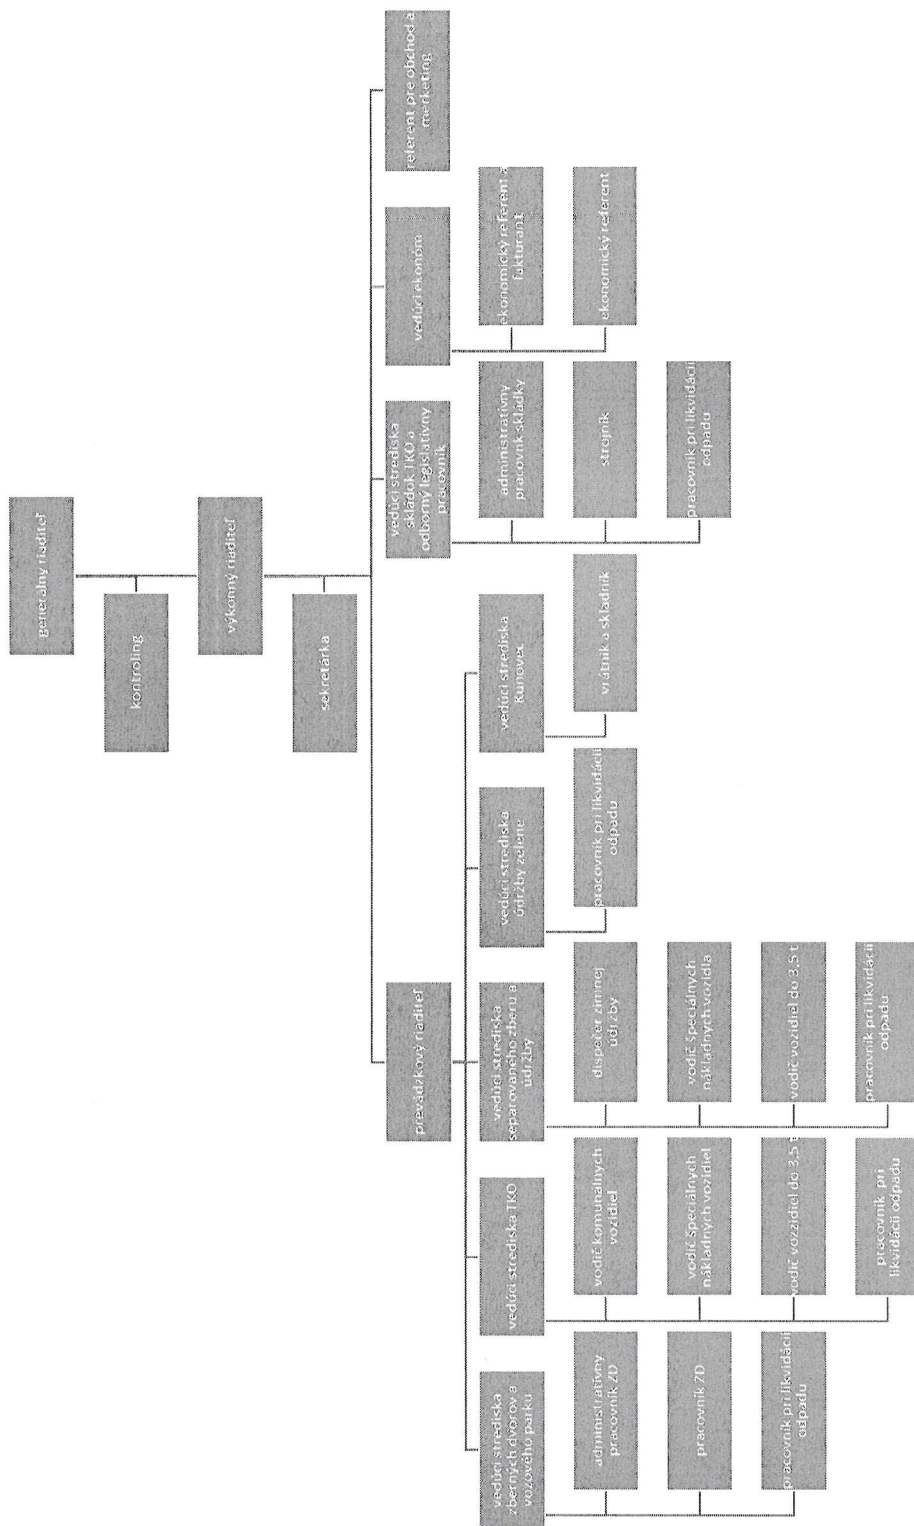 generálny riaditeľ
kontroling
výkonný riaditeľ
sekretárka
prevádzkový riaditeľ
vedúci strediska
zberných dvorov a
vozového parku
administratívny
pracovník ZD
pracovník ZD
pracovník pri likvidácii
odpadu
vedúci strediska TKO
vodič komunálnych
vozidiel
vodič špeciálnych
nákladných vozidiel
vodič vozzidiel do 3,5 t
pracovník pri
likvidácii odpadu
vedúci strediska
separovaného zberu a
údržby
dispečer zimnej
údržby
vodič špeciálnych
nákladných vozidla
vodič vozidiel do 3,5 t
pracovník pri likvidácii
odpadu
vedúci strediska
údržby zelene
pracovník pri likvidácii
odpadu
vedúci strediska
Kunovec
vrátnik a skladník
vedúci strediska
skládok TKO a
odborný legislatívny
pracovník
administratívny
pracovník skládky
strojník
pracovník pri likvidácii
odpadu
vedúci ekonóm
ekonomický referent a
fakturant
ekonomický referent
referent pre obchod a
merketing